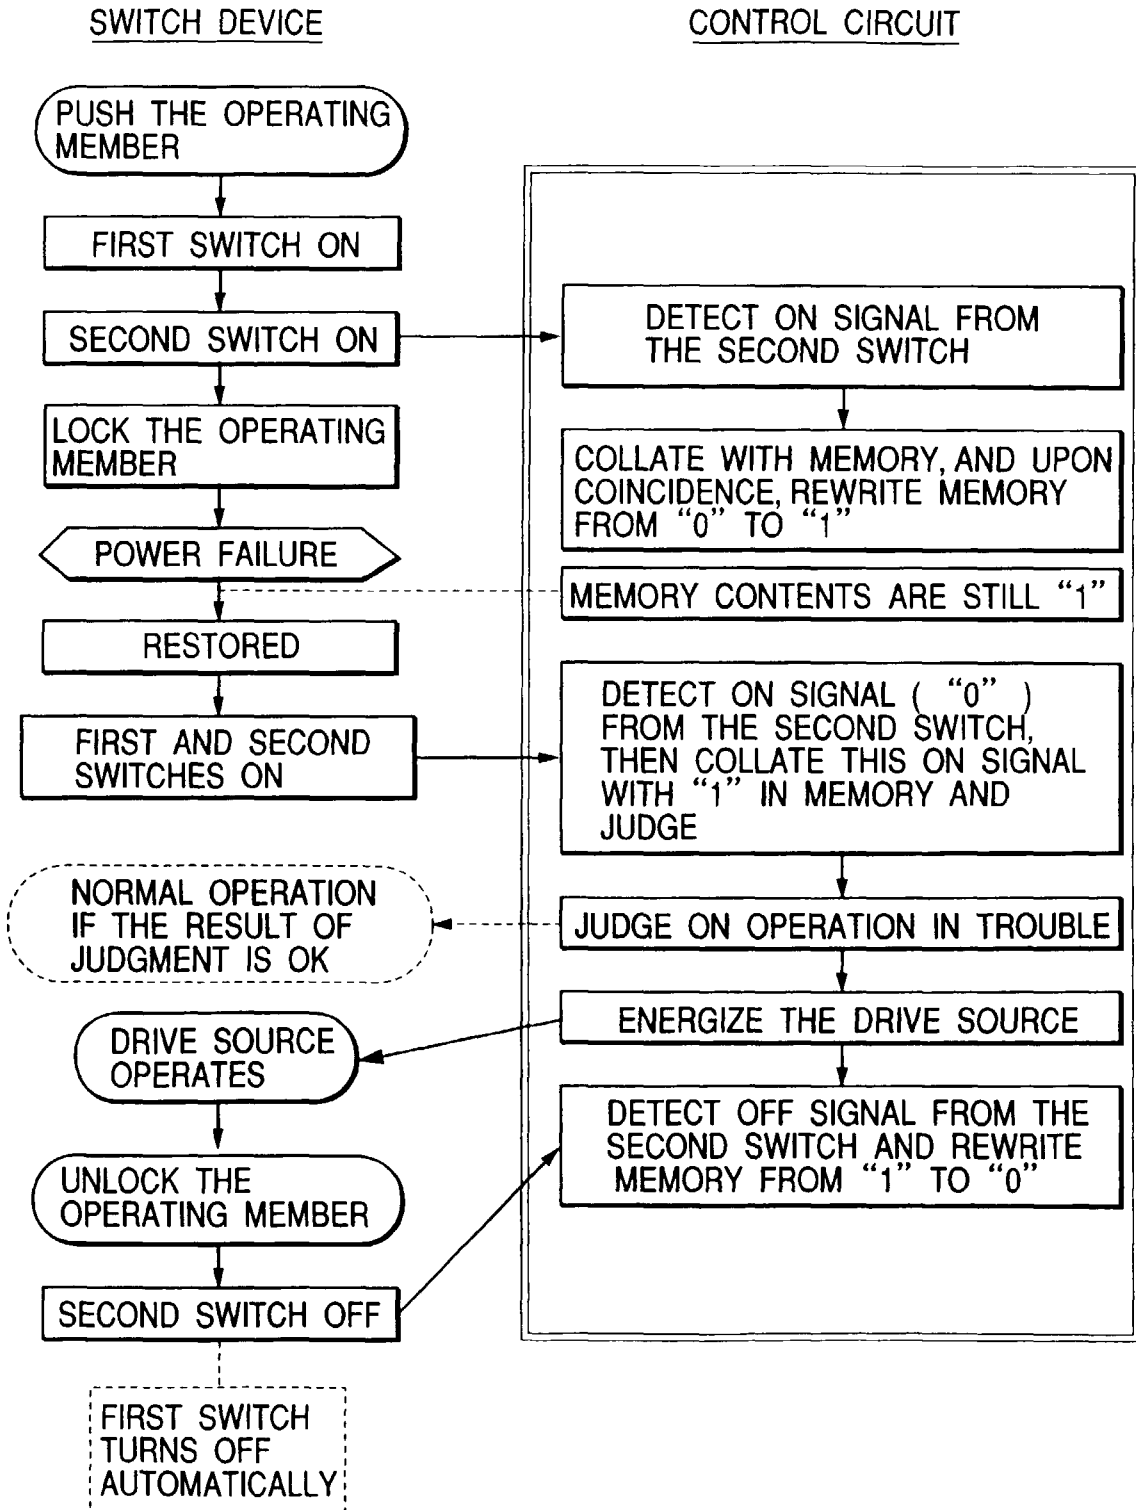 SWITCH DEVICE
CONTROL CIRCUIT
PUSH THE OPERATING
MEMBER
FIRST SWITCH ON
SECOND SWITCH ON
DETECT ON SIGNAL FROM
THE SECOND SWITCH
LOCK THE OPERATING
MEMBER
COLLATE WITH MEMORY, AND UPON
COINCIDENCE, REWRITE MEMORY
FROM “0” TO “1”
POWER FAILURE
MEMORY CONTENTS ARE STILL “1”
RESTORED
FIRST AND SECOND
SWITCHES ON
DETECT ON SIGNAL ( “0” )
FROM THE SECOND SWITCH,
THEN COLLATE THIS ON SIGNAL
WITH “1” IN MEMORY AND
JUDGE
NORMAL OPERATION
IF THE RESULT OF
JUDGMENT IS OK
JUDGE ON OPERATION IN TROUBLE
ENERGIZE THE DRIVE SOURCE
DRIVE SOURCE
OPERATES
DETECT OFF SIGNAL FROM THE
SECOND SWITCH AND REWRITE
MEMORY FROM “1” TO “0”
UNLOCK THE
OPERATING MEMBER
SECOND SWITCH OFF
FIRST SWITCH
TURNS OFF
AUTOMATICALLY